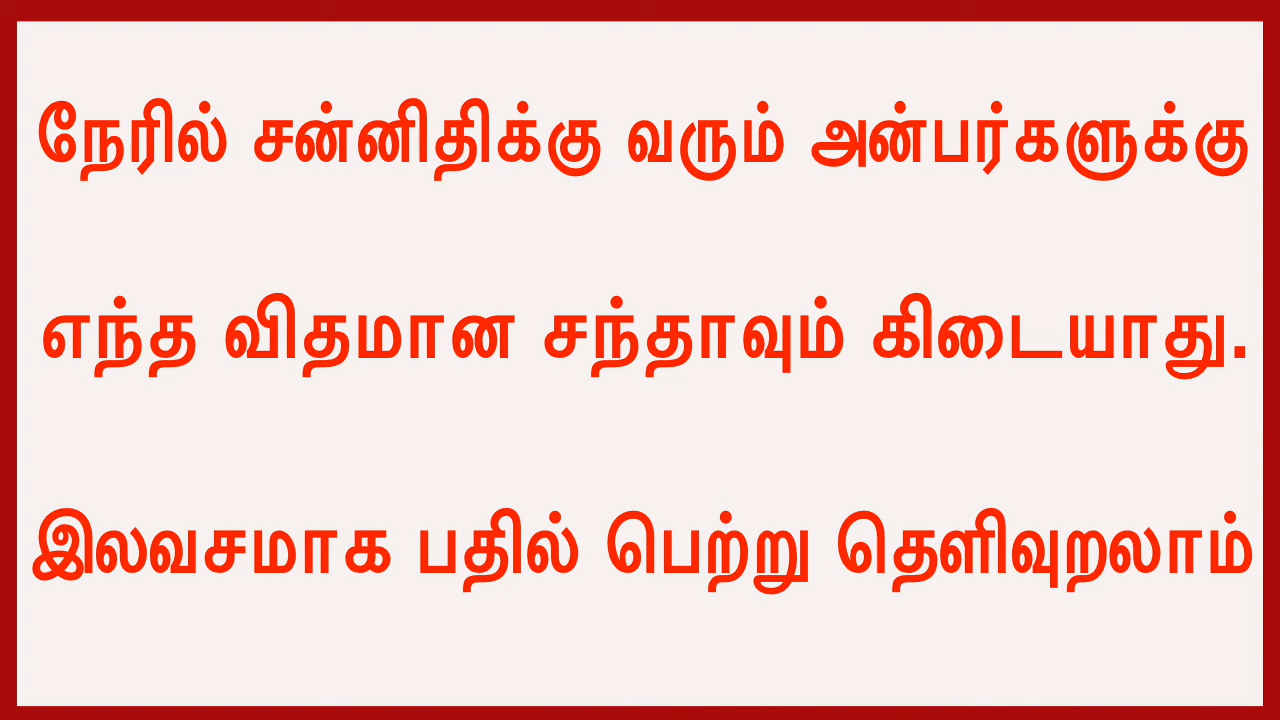 நேரில் சன்னிதிக்கு வரும் அன்பர்களுக்கு
எந்த விதமான சந்தாவும் கிடையாது.
இலவசமாக பதில் பெற்று தெளிவுறலாம்